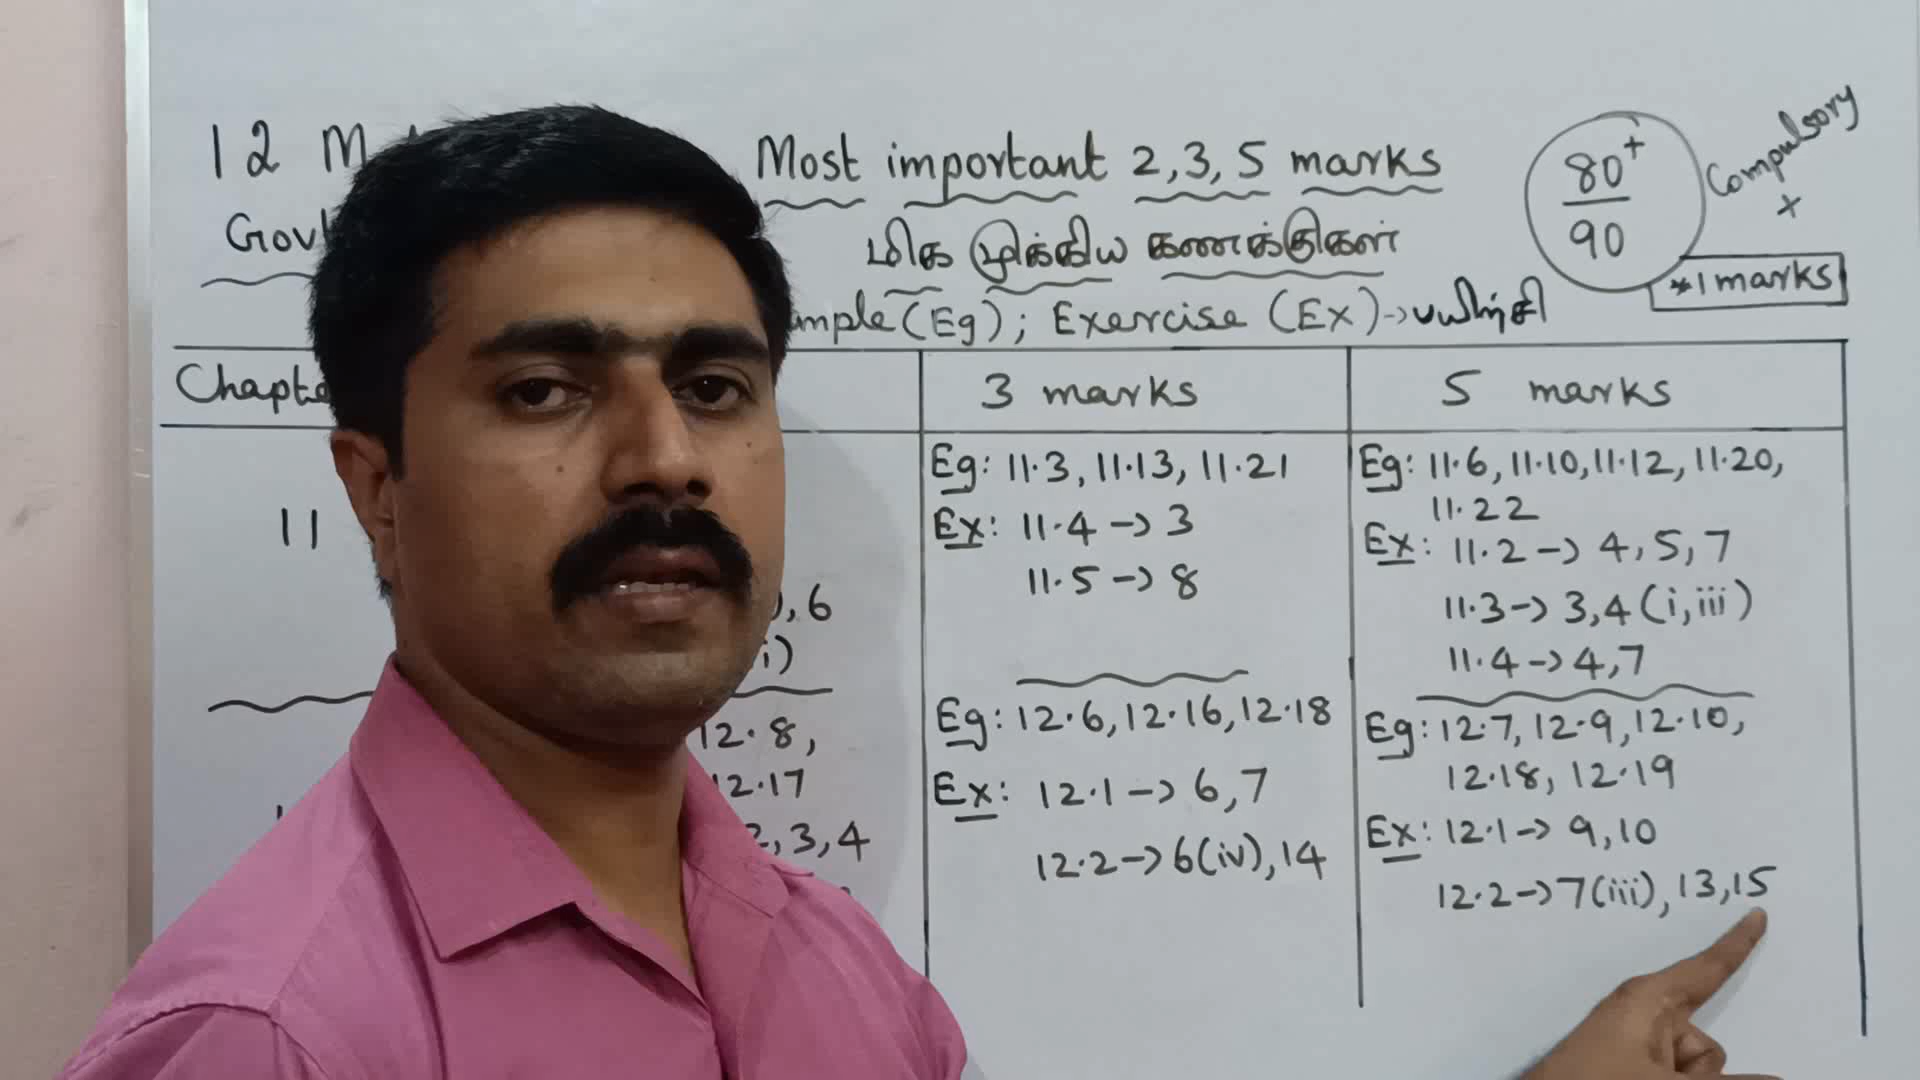 12
Most important 2,3,5 marks
80+
90
Compulsory
+
*1 marks
மிக முக்கிய கணக்குகள்
(Eg); Exercise (Ex)→பயிற்சி
3 marks
5 marks
11
Eg: 11.3, 11.13, 11.21
Ex: 11.4 → 3
11.5 → 8
Eg: 11.6, 11.10, 11.12, 11.20,
11.22
Ex: 11.2 → 4, 5, 7
11.3 → 3, 4 (i, iii)
11.4 → 4, 7
, 6
i)
12.8,
12.17
, 3, 4
Eg: 12.6, 12.16, 12.18
Ex: 12.1 → 6, 7
12.2 → 6(iv), 14
Eg: 12.7, 12.9, 12.10,
12.18, 12.19
Ex: 12.1 → 9, 10
12.2 → 7(iii), 13, 15